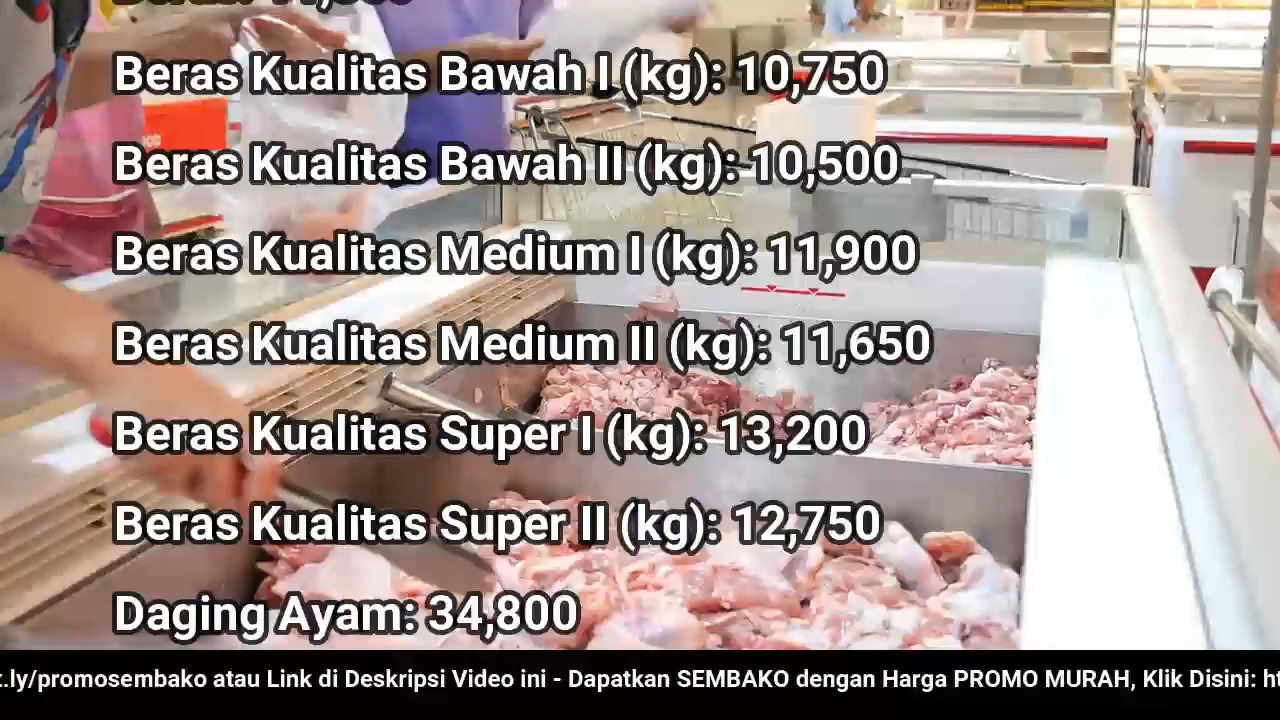 Beras Kualitas Bawah I (kg): 10,750
Beras Kualitas Bawah II (kg): 10,500
Beras Kualitas Medium I (kg): 11,900
Beras Kualitas Medium II (kg): 11,650
Beras Kualitas Super I (kg): 13,200
Beras Kualitas Super II (kg): 12,750
Daging Ayam: 34,800
.ly/promosembako atau Link di Deskripsi Video ini - Dapatkan SEMBAKO dengan Harga PROMO MURAH, Klik Disini: ht